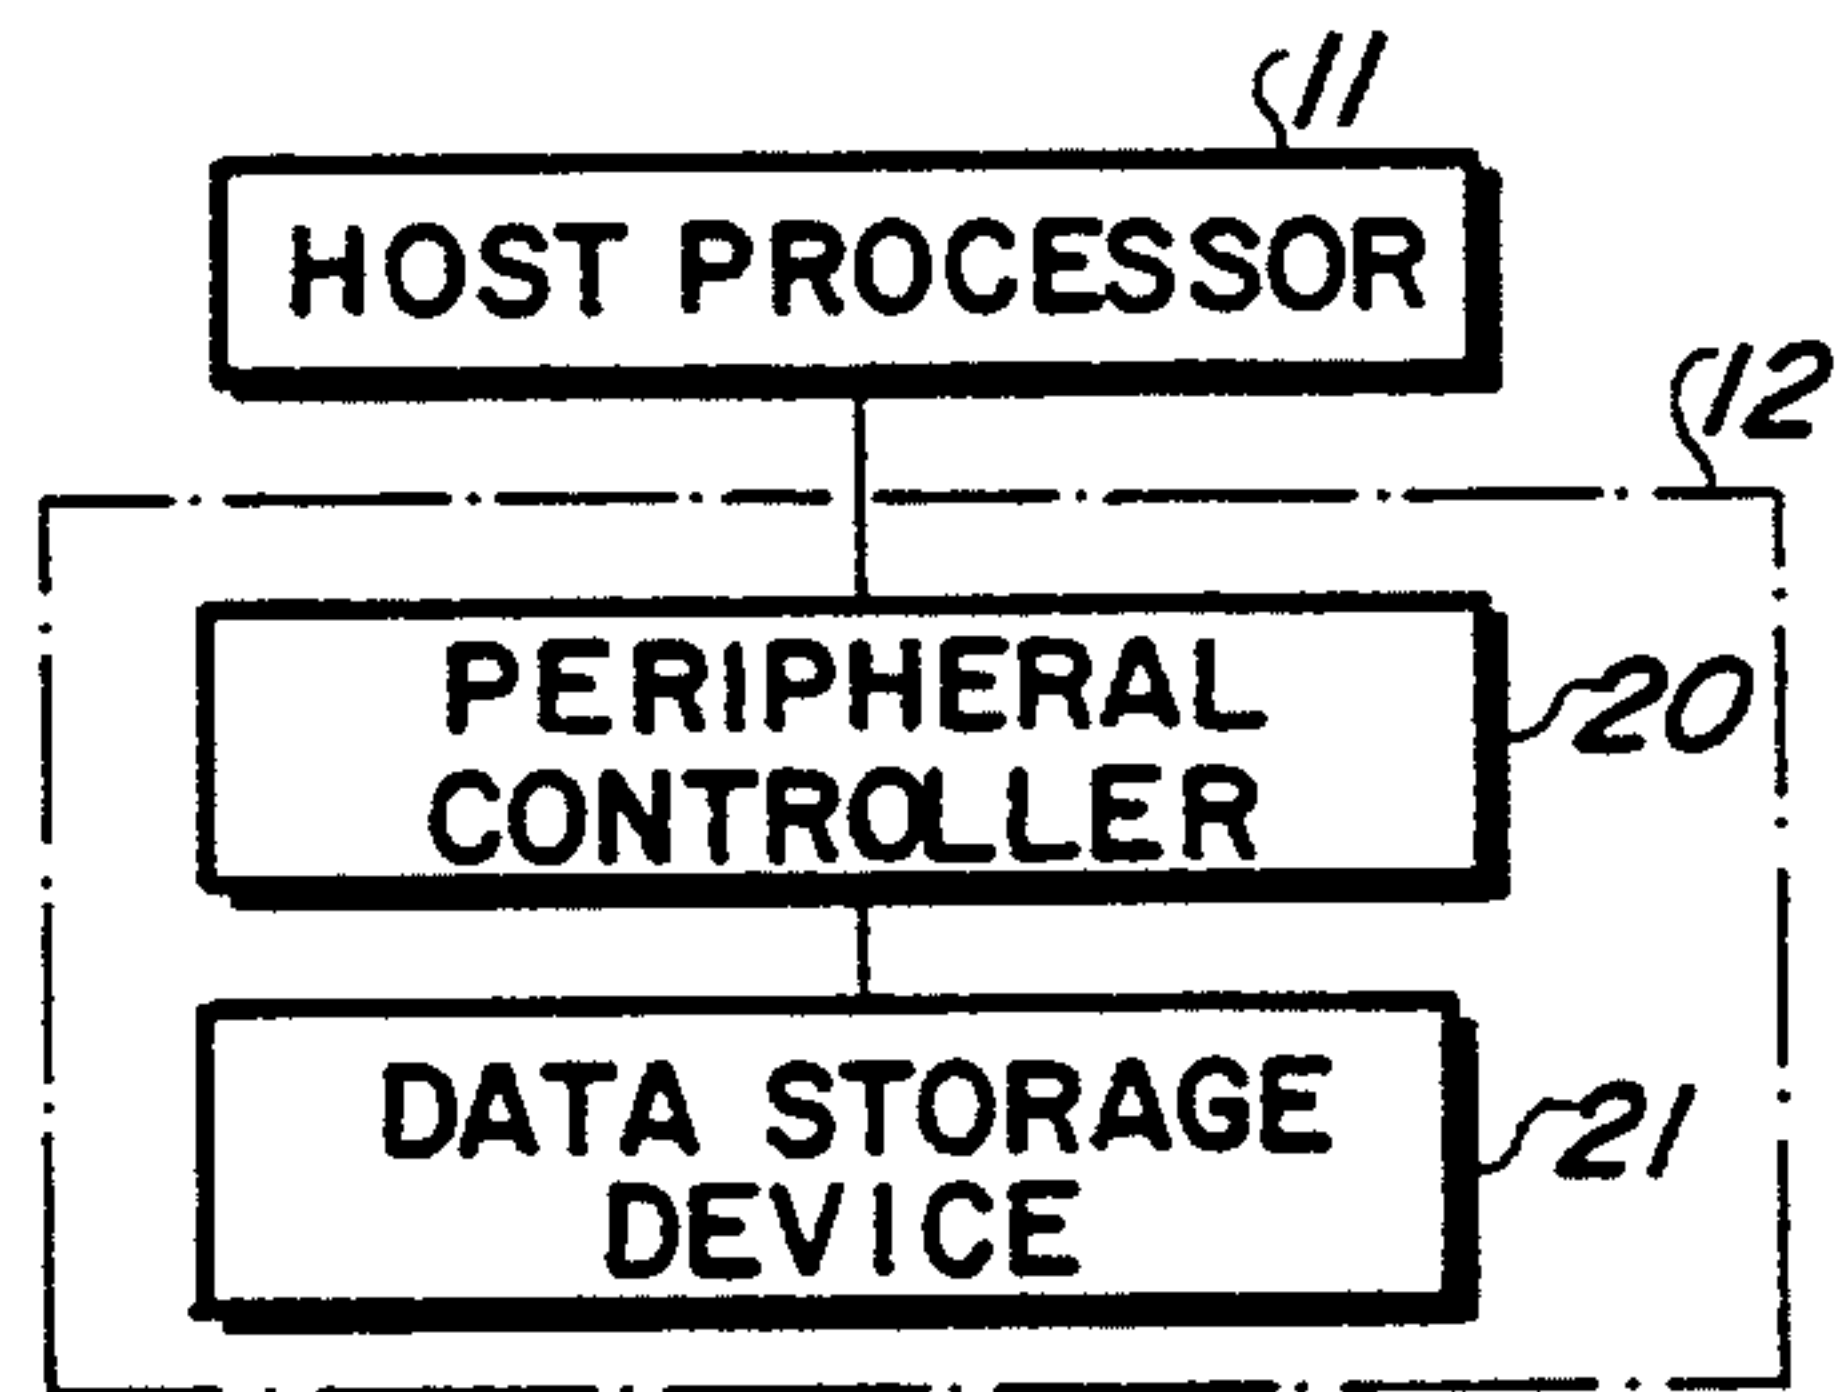 11
HOST PROCESSOR
12
PERIPHERAL
CONTROLLER
20
DATA STORAGE
DEVICE
21